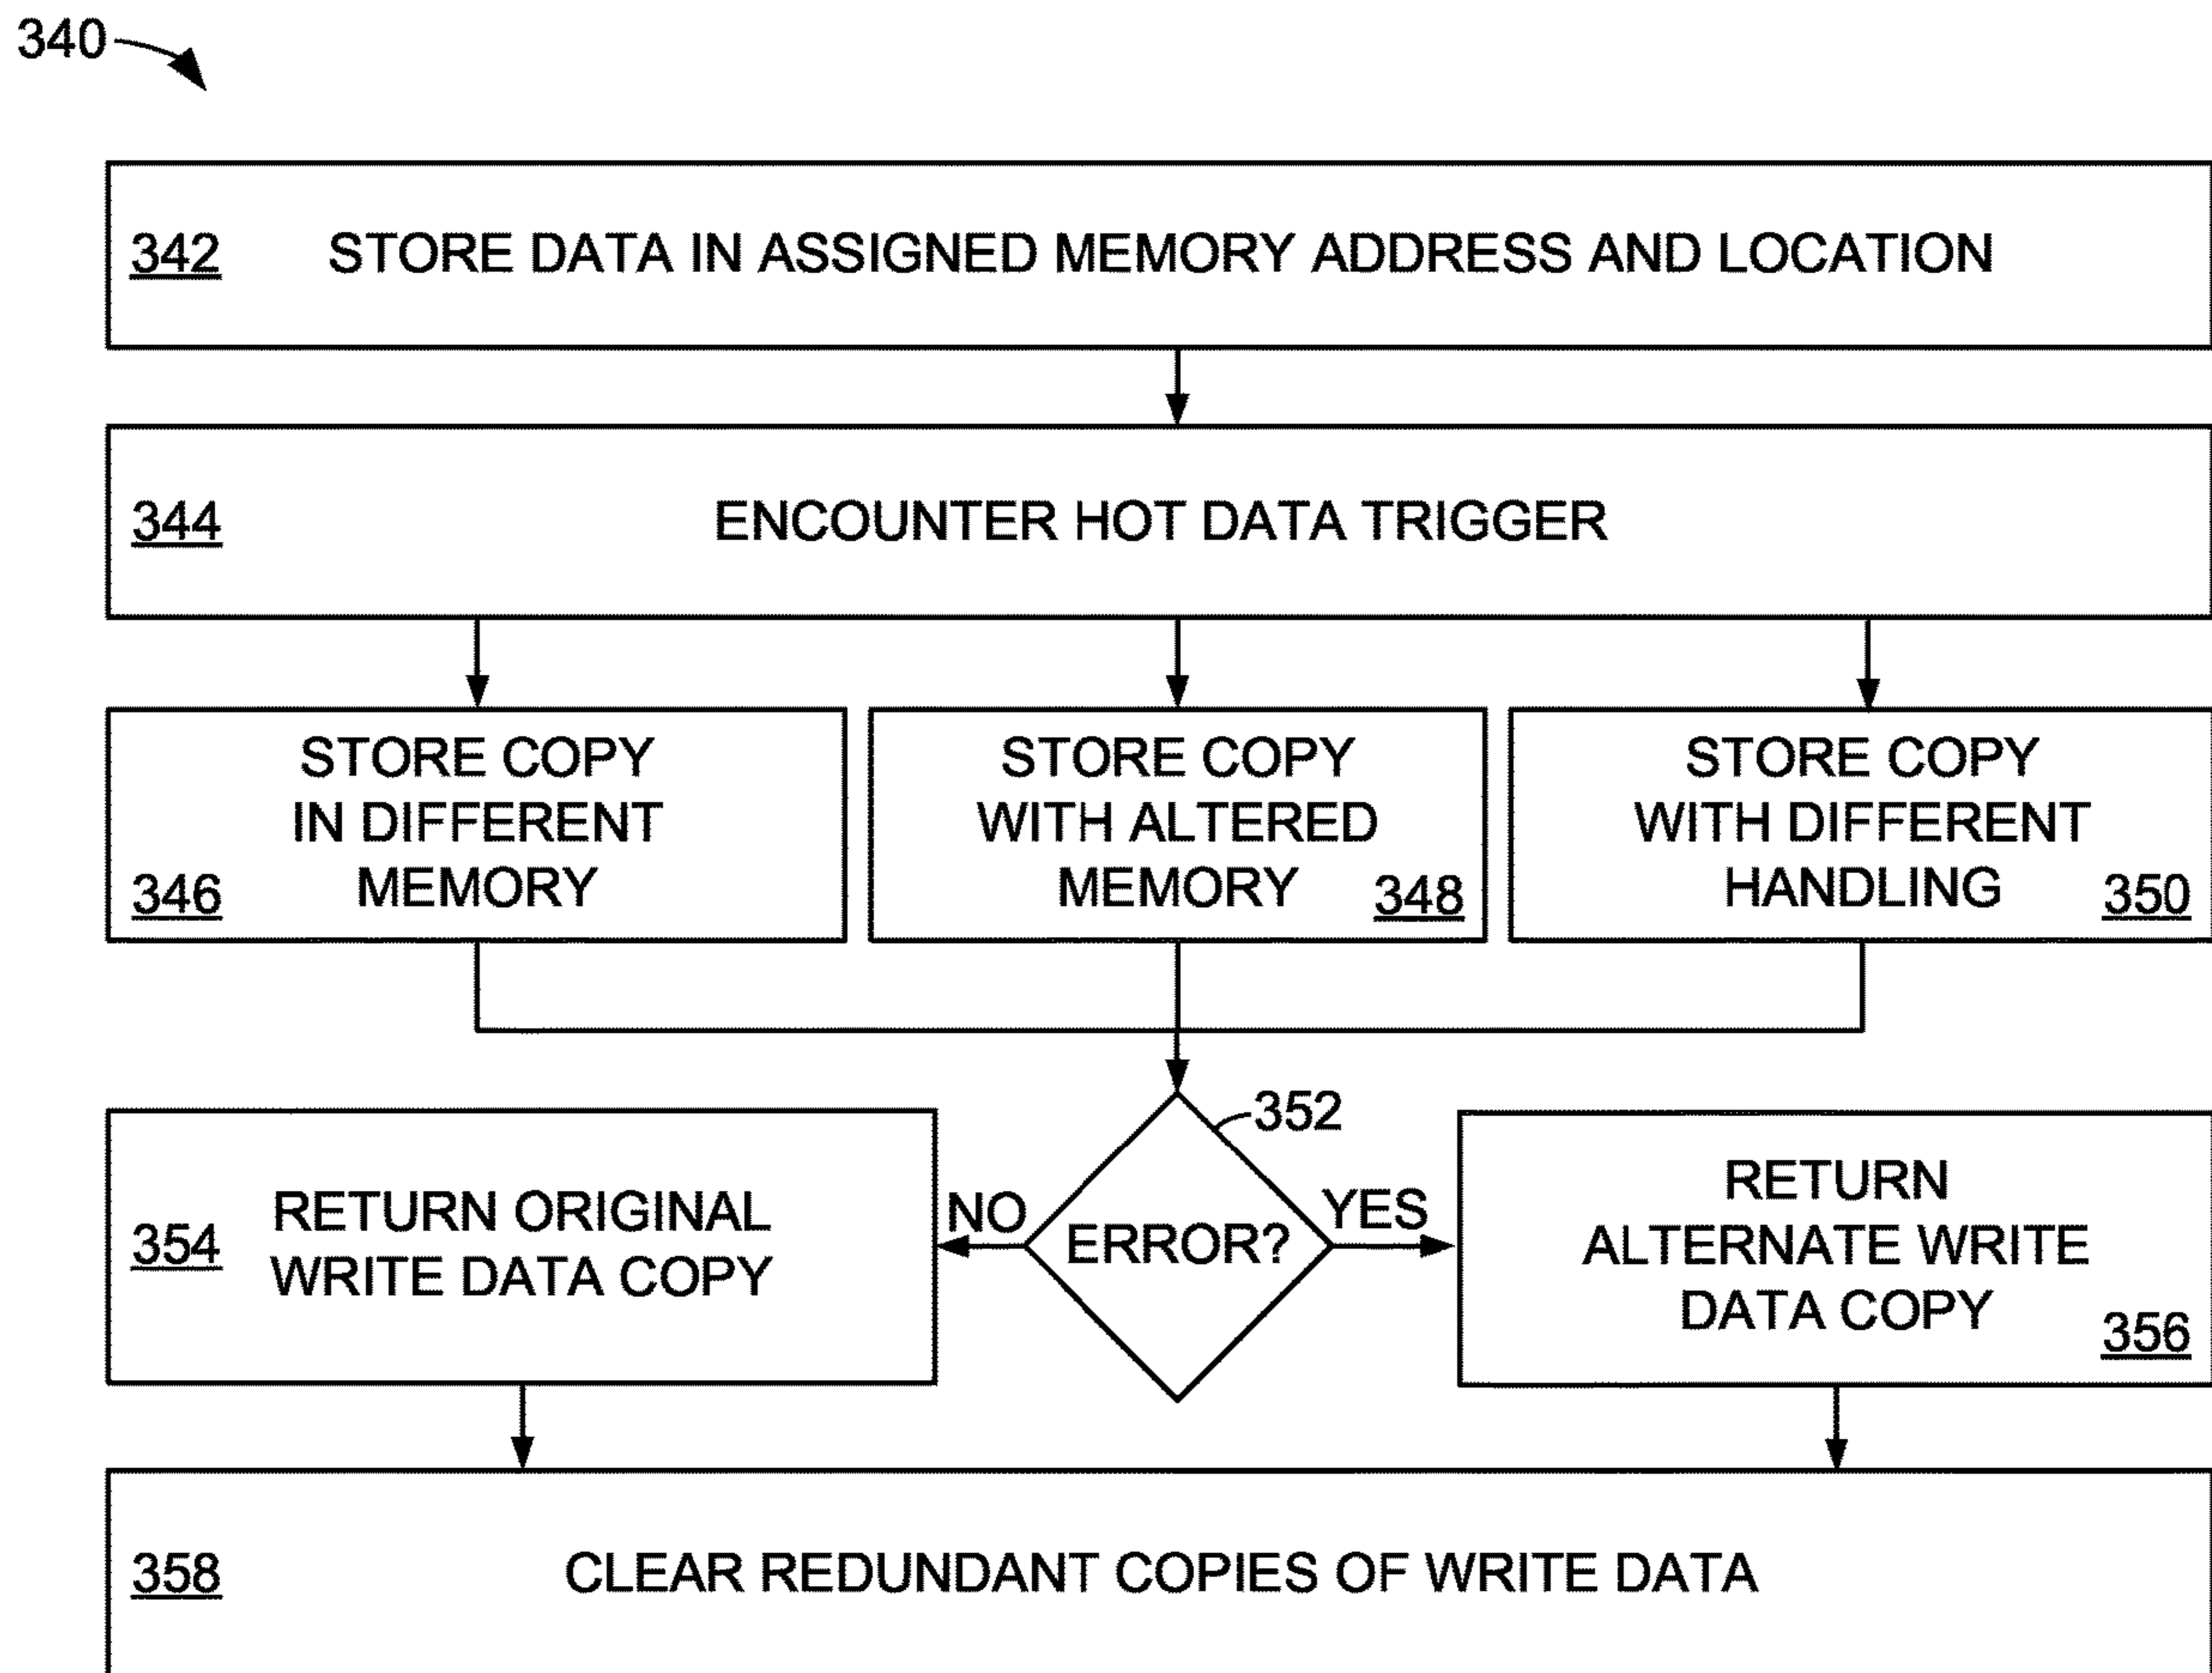 340
342 STORE DATA IN ASSIGNED MEMORY ADDRESS AND LOCATION
344 ENCOUNTER HOT DATA TRIGGER
STORE COPY
IN DIFFERENT
MEMORY
346
STORE COPY
WITH ALTERED
MEMORY
348
STORE COPY
WITH DIFFERENT
HANDLING
350
352
354
RETURN ORIGINAL
WRITE DATA COPY
NO
ERROR?
YES
RETURN
ALTERNATE WRITE
DATA COPY
356
358 CLEAR REDUNDANT COPIES OF WRITE DATA